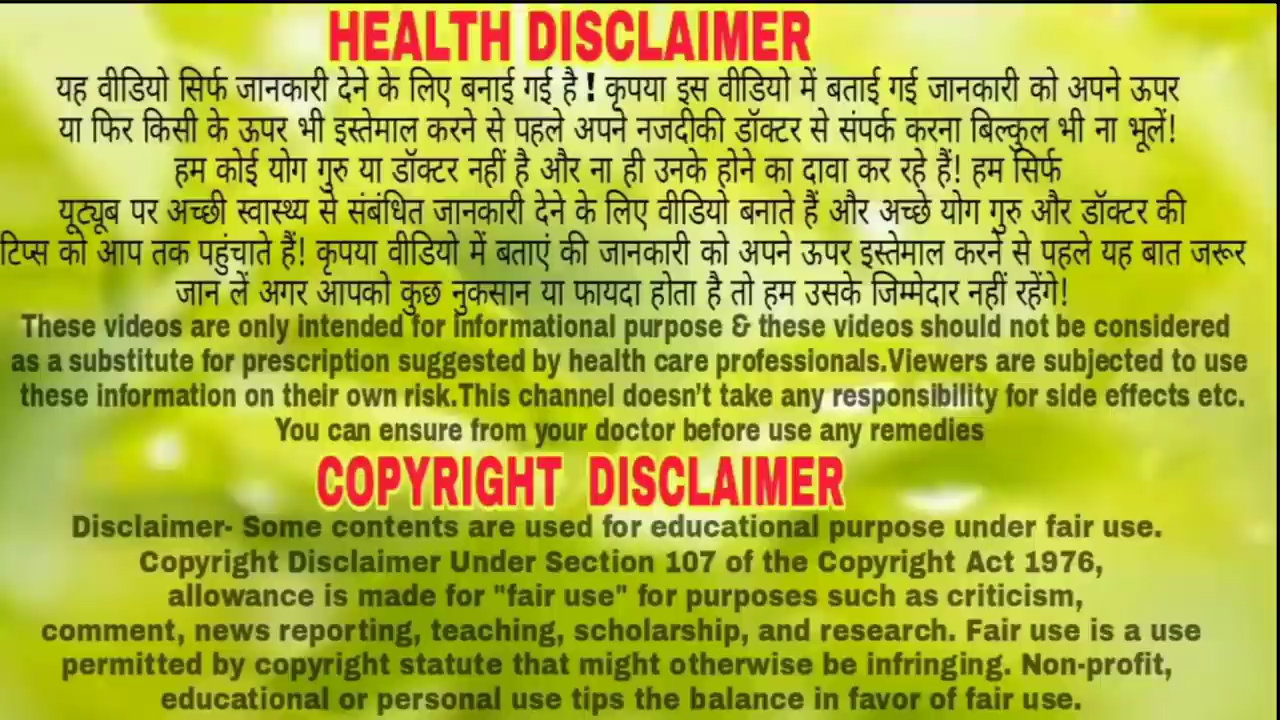 HEALTH DISCLAIMER
यह वीडियो सिर्फ जानकारी देने के लिए बनाई गई है ! कृपया इस वीडियो में बताई गई जानकारी को अपने ऊपर
या फिर किसी के ऊपर भी इस्तेमाल करने से पहले अपने नजदीकी डॉक्टर से संपर्क करना बिल्कुल भी ना भूलें!
हम कोई योग गुरु या डॉक्टर नहीं है और ना ही उनके होने का दावा कर रहे हैं! हम सिर्फ
यूट्यूब पर अच्छी स्वास्थ्य से संबंधित जानकारी देने के लिए वीडियो बनाते हैं और अच्छे योग गुरु और डॉक्टर की
टिप्स को आप तक पहुंचाते हैं! कृपया वीडियो में बताएं की जानकारी को अपने ऊपर इस्तेमाल करने से पहले यह बात जरूर
जान लें अगर आपको कुछ नुकसान या फायदा होता है तो हम उसके जिम्मेदार नहीं रहेंगे!
These videos are only intended for informational purpose & these videos should not be considered
as a substitute for prescription suggested by health care professionals.Viewers are subjected to use
these information on their own risk.This channel doesn't take any responsibility for side effects etc.
You can ensure from your doctor before use any remedies
COPYRIGHT DISCLAIMER
Disclaimer- Some contents are used for educational purpose under fair use.
Copyright Disclaimer Under Section 107 of the Copyright Act 1976,
allowance is made for "fair use" for purposes such as criticism,
comment, news reporting, teaching, scholarship, and research. Fair use is a use
permitted by copyright statute that might otherwise be infringing. Non-profit,
educational or personal use tips the balance in favor of fair use.